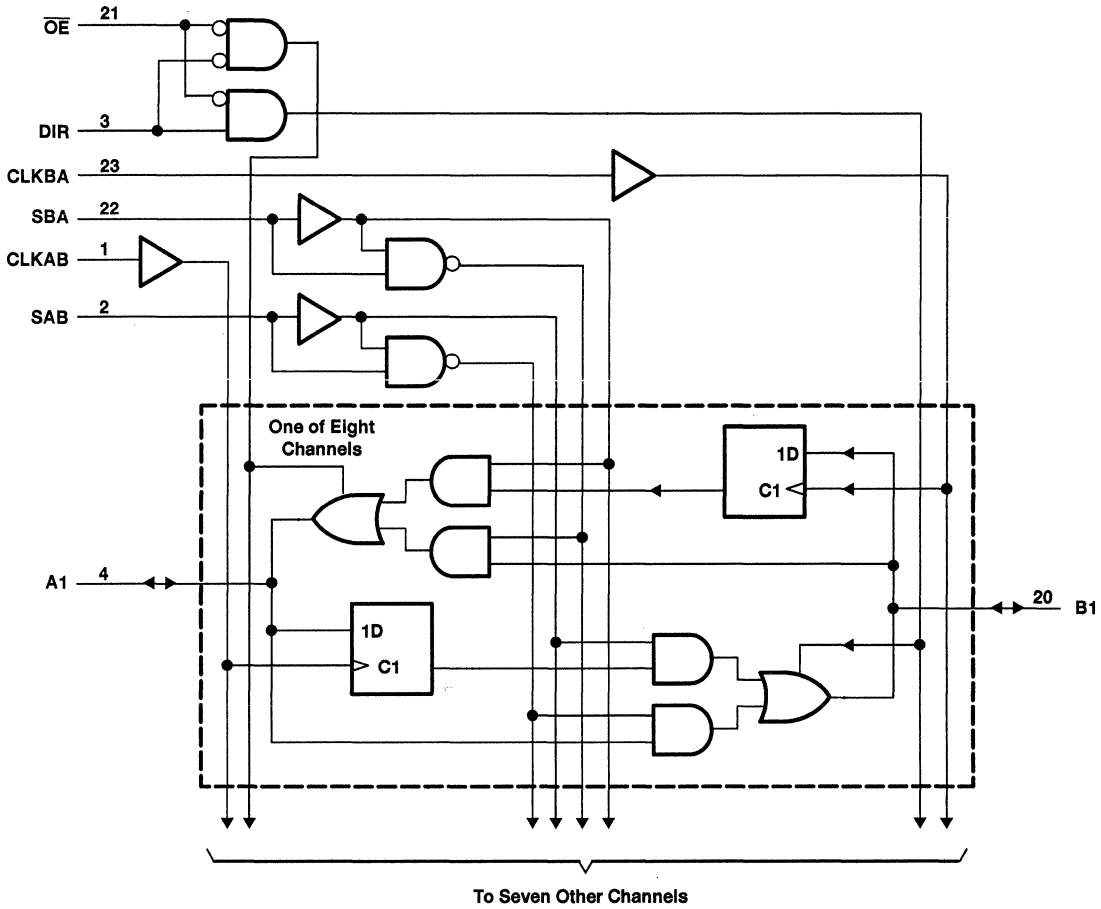 OE 21
DIR 3
CLKBA 23
SBA 22
CLKAB 1
SAB 2
One of Eight
Channels
1D
C1
A1 4
1D
C1
20 B1
To Seven Other Channels